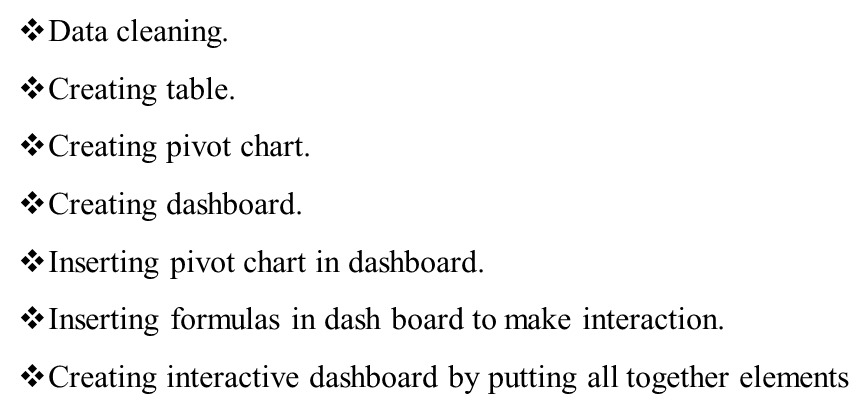 ❖Data cleaning.
❖Creating table.
❖Creating pivot chart.
❖Creating dashboard.
❖Inserting pivot chart in dashboard.
❖Inserting formulas in dash board to make interaction.
❖Creating interactive dashboard by putting all together elements